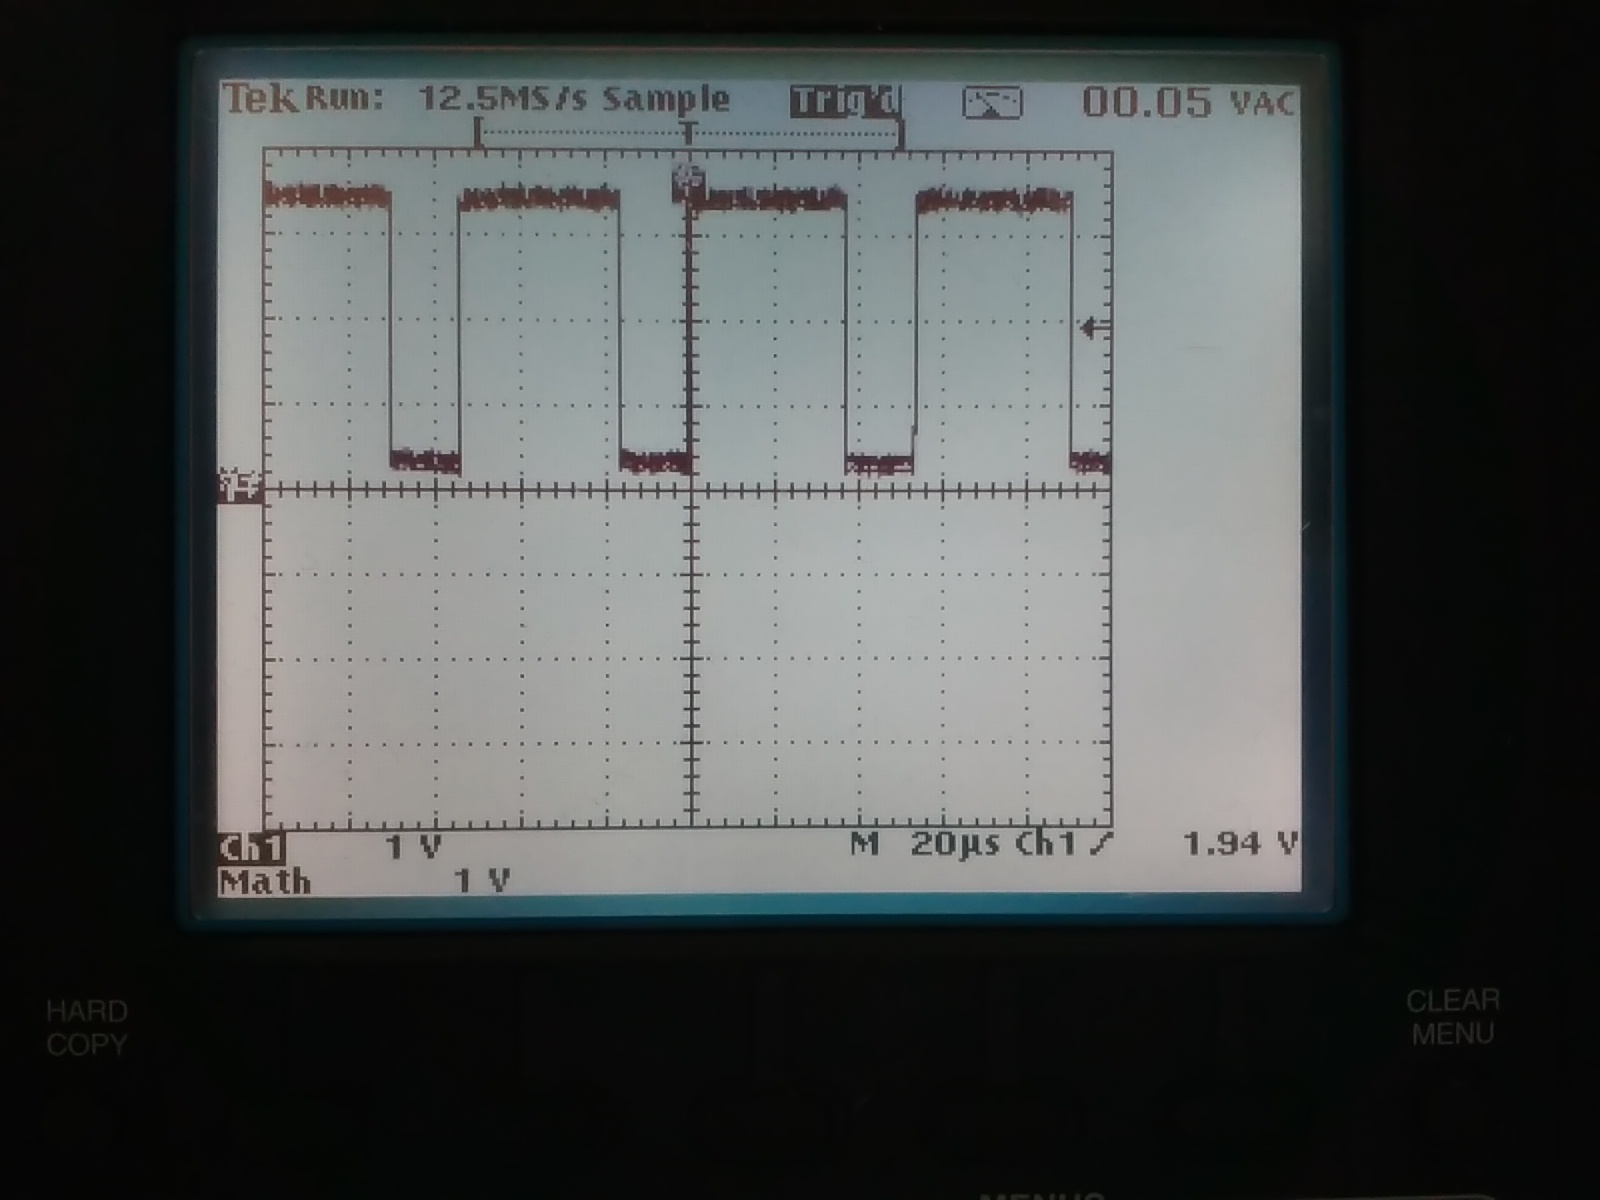 Tek Run: 12.5MS/s Sample Trig'd 00.05 VAC
T
Ch1 1 V M 20µs Ch1 / 1.94 V
Math 1 V
HARD COPY
CLEAR MENU
MENUS